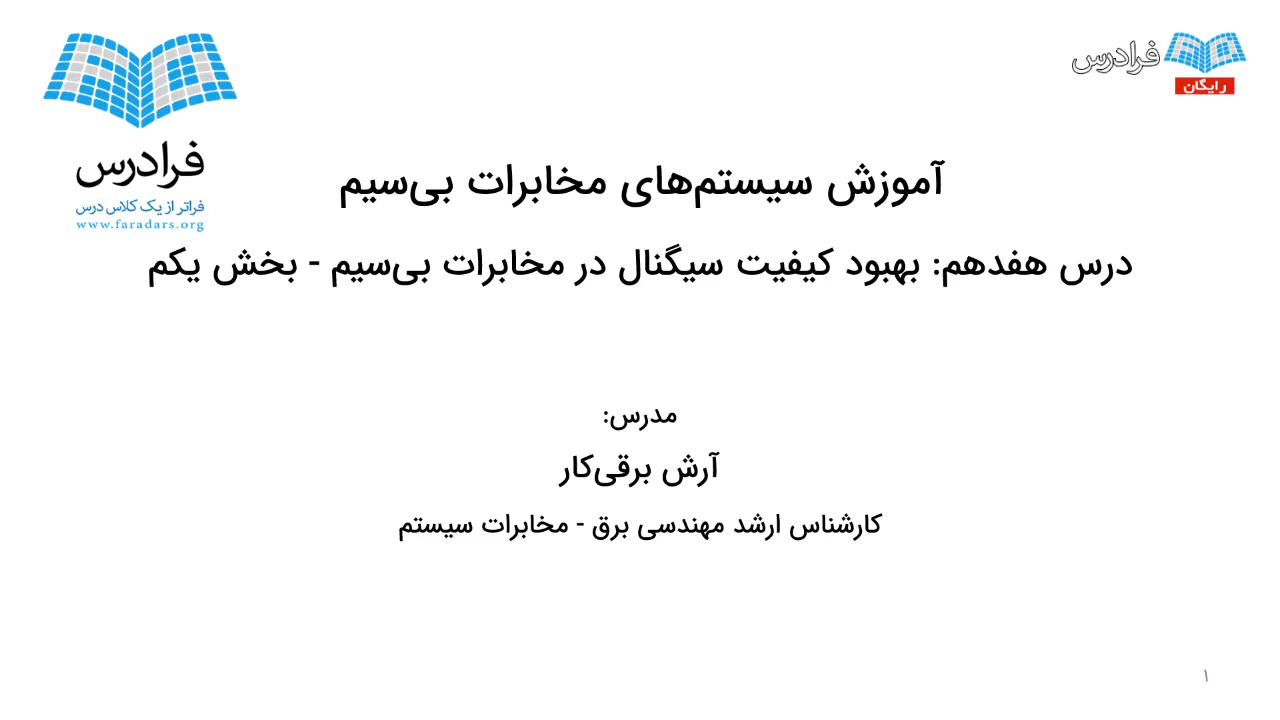 فرادرس
رایگان
فرادرس
فراتر از یک کلاس درس
www.faradars.org
آموزش سیستم‌های مخابرات بی‌سیم
درس هفدهم: بهبود کیفیت سیگنال در مخابرات بی‌سیم - بخش یکم
مدرس:
آرش برقی‌کار
کارشناس ارشد مهندسی برق - مخابرات سیستم
۱